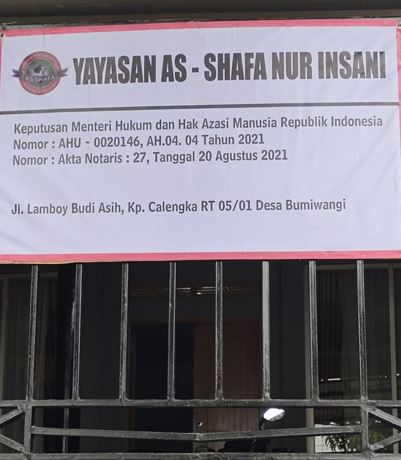 AS SHAFA
YAYASAN AS - SHAFA NUR INSANI
Keputusan Menteri Hukum dan Hak Azasi Manusia Republik Indonesia
Nomor : AHU - 0020146, AH.04. 04 Tahun 2021
Nomor : Akta Notaris : 27, Tanggal 20 Agustus 2021
Jl. Lamboy Budi Asih, Kp. Calengka RT 05/01 Desa Bumiwangi